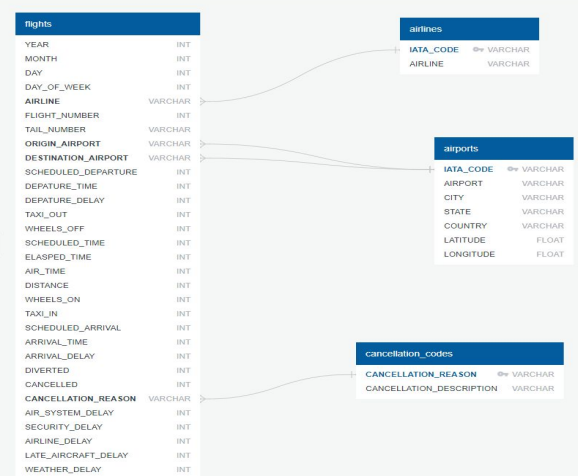 flights
YEAR INT
MONTH INT
DAY INT
DAY_OF_WEEK INT
AIRLINE VARCHAR
FLIGHT_NUMBER INT
TAIL_NUMBER VARCHAR
ORIGIN_AIRPORT VARCHAR
DESTINATION_AIRPORT VARCHAR
SCHEDULED_DEPARTURE INT
DEPATURE_TIME INT
DEPATURE_DELAY INT
TAXI_OUT INT
WHEELS_OFF INT
SCHEDULED_TIME INT
ELASPED_TIME INT
AIR_TIME INT
DISTANCE INT
WHEELS_ON INT
TAXI_IN INT
SCHEDULED_ARRIVAL INT
ARRIVAL_TIME INT
ARRIVAL_DELAY INT
DIVERTED INT
CANCELLED INT
CANCELLATION_REASON VARCHAR
AIR_SYSTEM_DELAY INT
SECURITY_DELAY INT
AIRLINE_DELAY INT
LATE_AIRCRAFT_DELAY INT
WEATHER_DELAY INT
airlines
IATA_CODE VARCHAR
AIRLINE VARCHAR
airports
IATA_CODE VARCHAR
AIRPORT VARCHAR
CITY VARCHAR
STATE VARCHAR
COUNTRY VARCHAR
LATITUDE FLOAT
LONGITUDE FLOAT
cancellation_codes
CANCELLATION_REASON VARCHAR
CANCELLATION_DESCRIPTION VARCHAR